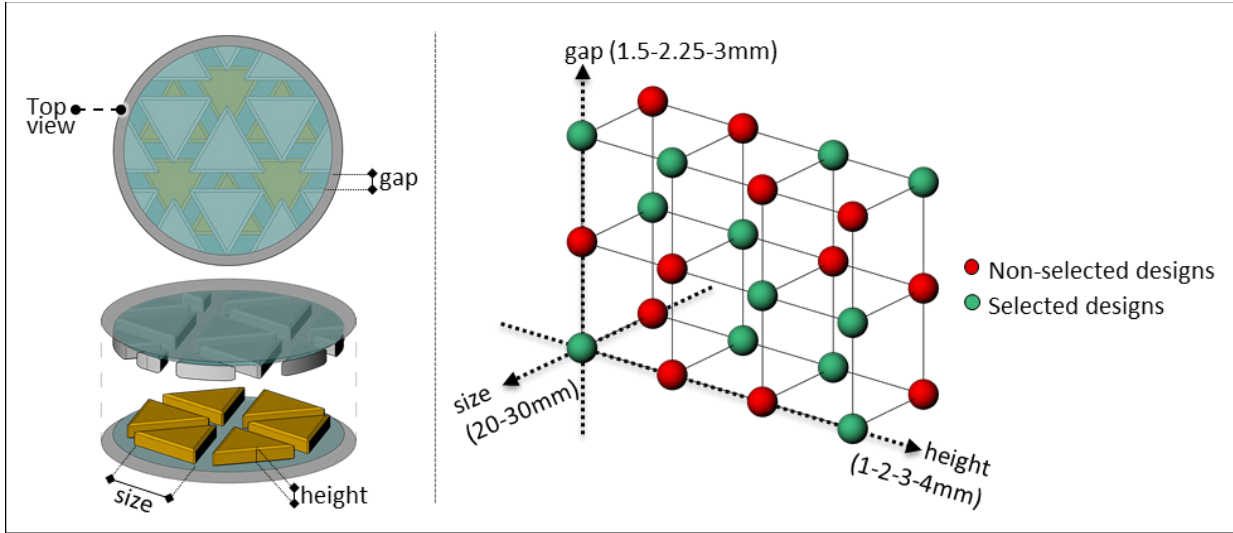 Top
view
gap
size
height
gap (1.5-2.25-3mm)
size
(20-30mm)
height
(1-2-3-4mm)
Non-selected designs
Selected designs